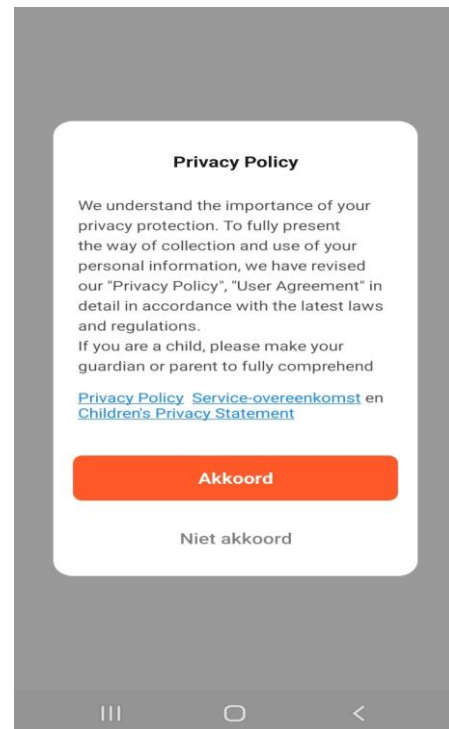 Privacy Policy
We understand the importance of your
privacy protection. To fully present
the way of collection and use of your
personal information, we have revised
our "Privacy Policy", "User Agreement" in
detail in accordance with the latest laws
and regulations.
If you are a child, please make your
guardian or parent to fully comprehend
Privacy Policy Service-overeenkomst en
Children's Privacy Statement
Akkoord
Niet akkoord